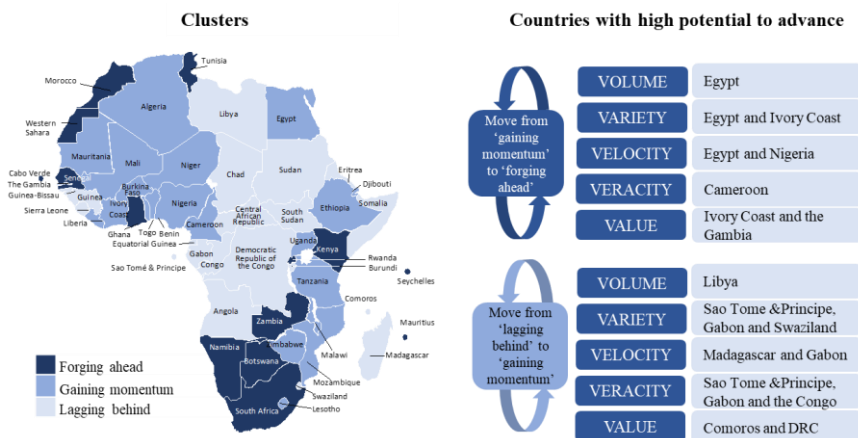 Clusters
Tunisia
Morocco
Algeria
Libya
Egypt
Western
Sahara
Mauritania
Mali
Niger
Chad
Sudan
Eritrea
Cabo Verde
Senegal
The Gambia
Guinea-Bissau
Guinea
Burkina
Faso
Djibouti
Somalia
Sierra Leone
Ivory
Coast
Nigeria
Central
African
Republic
South
Sudan
Ethiopia
Liberia
Cameroon
Ghana
Togo
Benin
Equatorial Guinea
Uganda
Kenya
Gabon
Congo
Democratic
Republic of
the Congo
Rwanda
Burundi
Sao Tomé & Principe
Seychelles
Tanzania
Comoros
Angola
Mauritius
Zambia
Malawi
Zimbabwe
Namibia
Botswana
Madagascar
Mozambique
Swaziland
Lesotho
South Africa
Forging ahead
Gaining momentum
Lagging behind
Countries with high potential to advance
Move from
‘gaining
momentum’
to ‘forging
ahead’
VOLUME
Egypt
VARIETY
Egypt and Ivory Coast
VELOCITY
Egypt and Nigeria
VERACITY
Cameroon
VALUE
Ivory Coast and the
Gambia
Move from
‘lagging
behind’ to
‘gaining
momentum’
VOLUME
Libya
VARIETY
Sao Tome &Principe,
Gabon and Swaziland
VELOCITY
Madagascar and Gabon
VERACITY
Sao Tome &Principe,
Gabon and the Congo
VALUE
Comoros and DRC